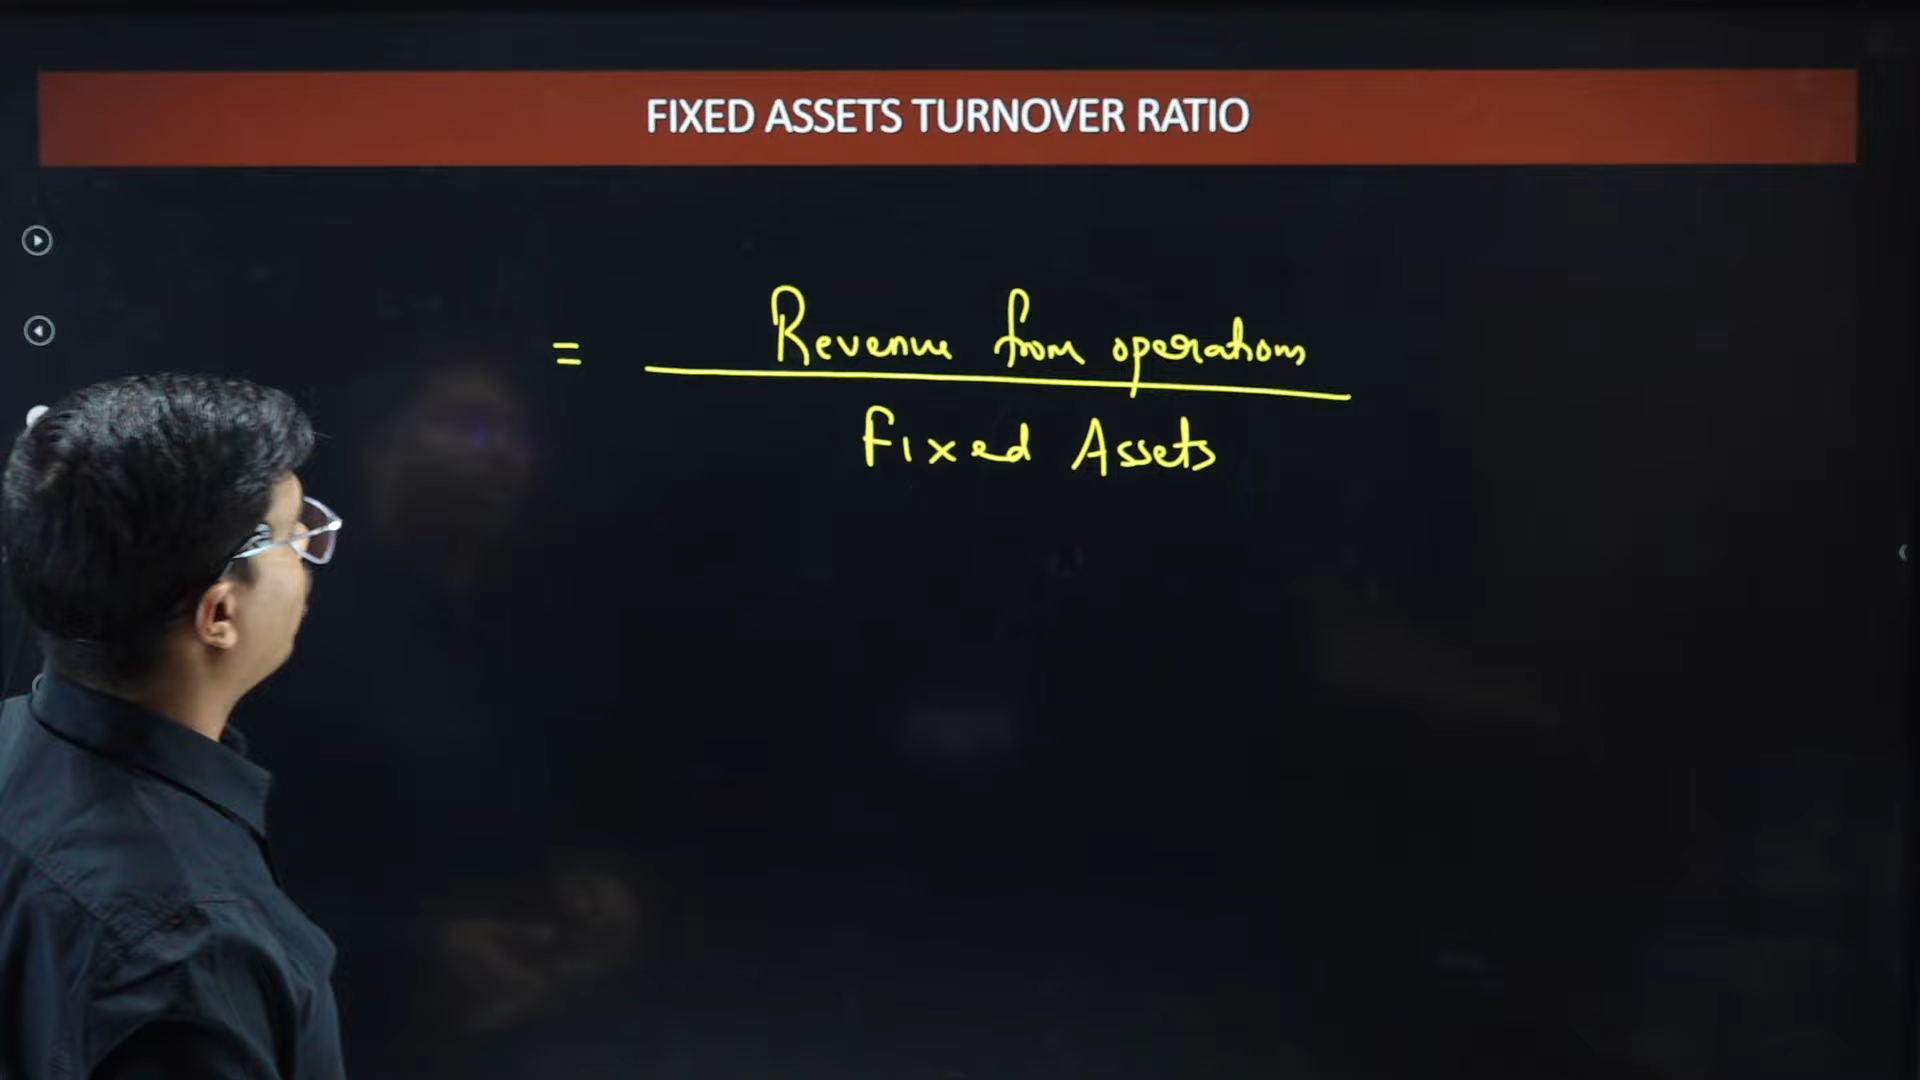 FIXED ASSETS TURNOVER RATIO
= Revenue from operations
Fixed Assets